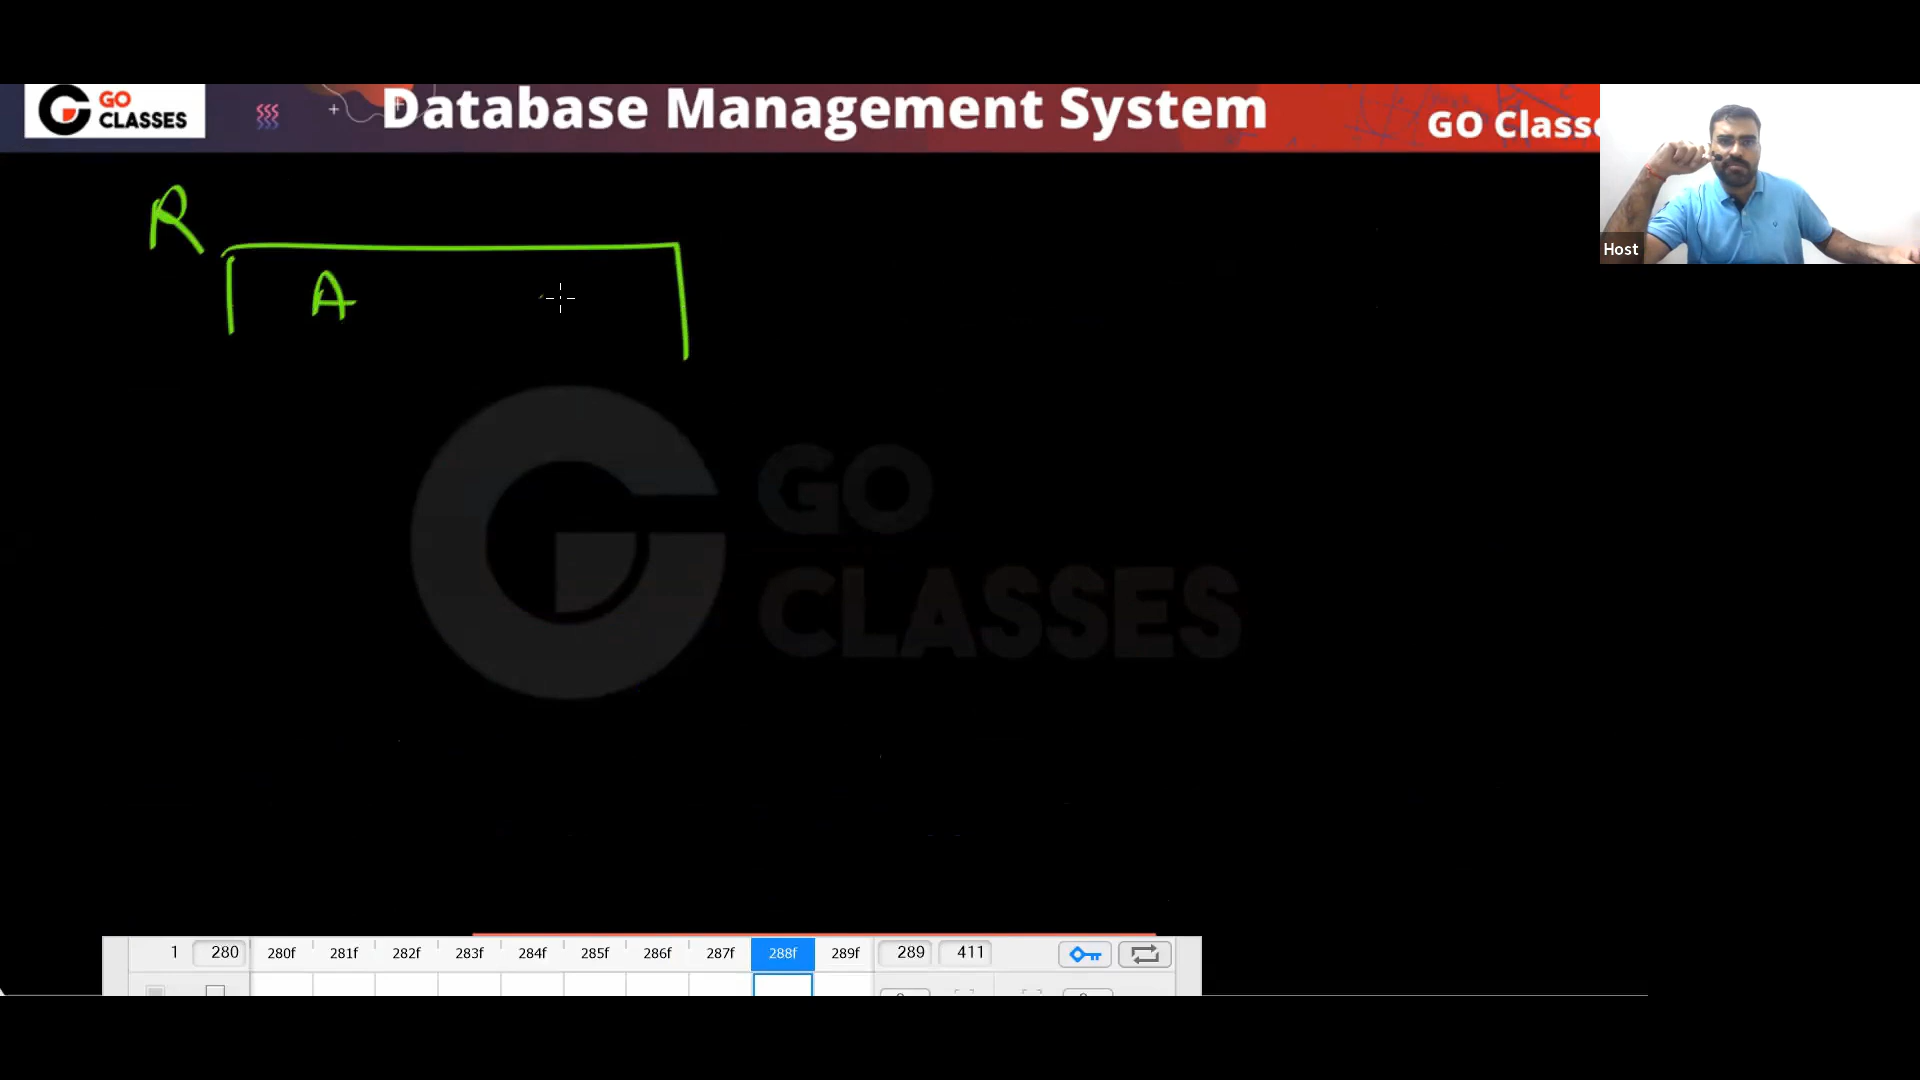 GO
CLASSES
Database Management System
GO Classe
Host
R
A
GO
CLASSES
1 280 280f 281f 282f 283f 284f 285f 286f 287f 288f 289f 289 411